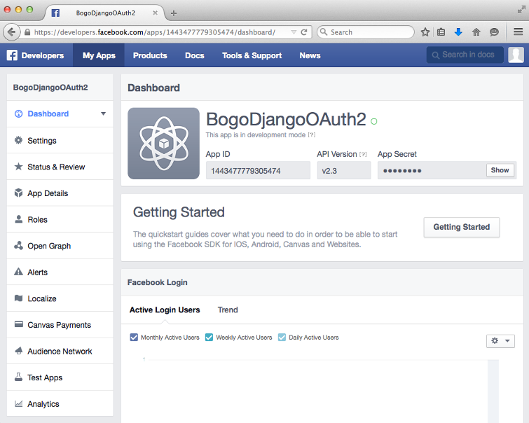 BogoDjangoOAuth2
https://developers.facebook.com/apps/1443477779305474/dashboard/
Search
Developers
My Apps
Products
Docs
Tools & Support
News
Search in docs
BogoDjangoOAuth2
Dashboard
Settings
Status & Review
App Details
Roles
Open Graph
Alerts
Localize
Canvas Payments
Audience Network
Test Apps
Analytics
Dashboard
BogoDjangoOAuth2
This app is in development mode [?]
App ID
API Version [?]
App Secret
1443477779305474
v2.3
●●●●●●●●
Show
Getting Started
The quickstart guides cover what you need to do in order to be able to start
using the Facebook SDK for iOS, Android, Canvas and Websites.
Getting Started
Facebook Login
Active Login Users
Trend
Monthly Active Users
Weekly Active Users
Daily Active Users